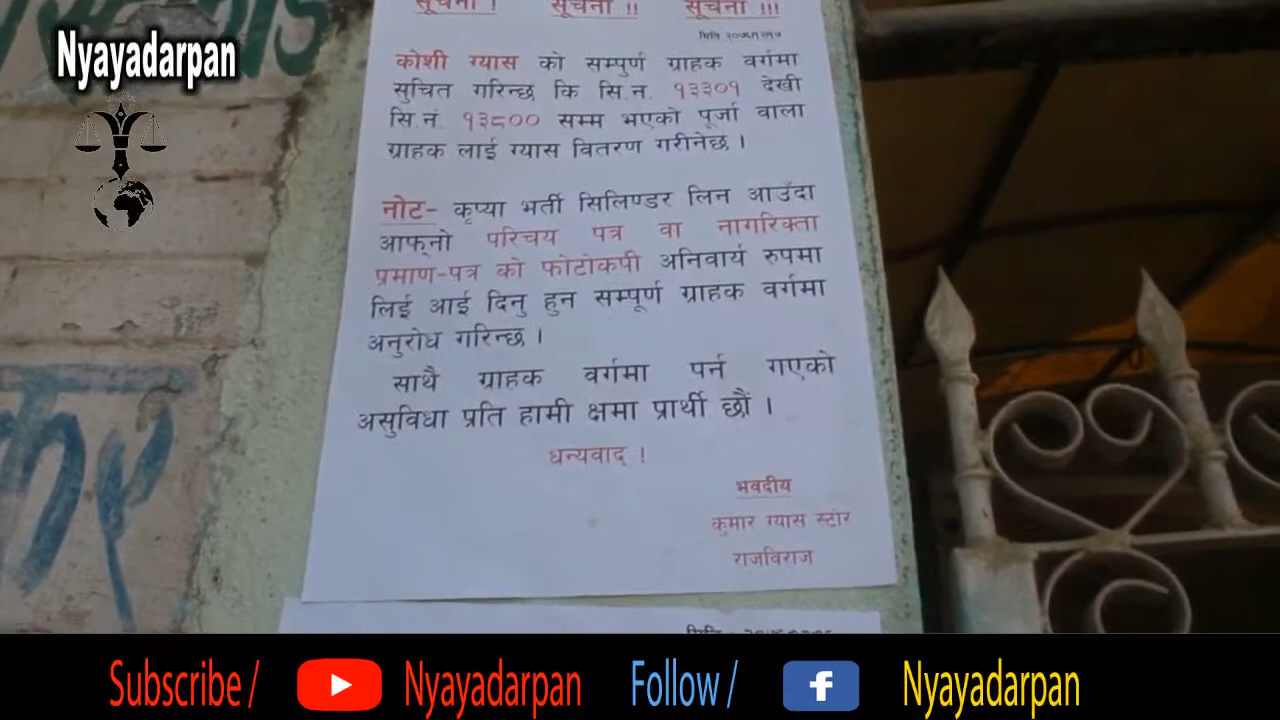 Nyayadarpan
सूचना ! सूचना !! सूचना !!!
मिति
कोशी ग्यास को सम्पुर्ण ग्राहक वर्गमा
सुचित गरिन्छ कि सि.न. १३३०१ देखी
सि.नं. १३८०० सम्म भएको पूर्जा वाला
ग्राहक लाई ग्यास वितरण गरीनेछ ।
नोट- कृप्या भर्ती सिलिण्डर लिन आउँदा
आफ्नो परिचय पत्र वा नागरिक्ता
प्रमाण-पत्र को फोटोकपी अनिवार्य रुपमा
लिई आई दिनु हुन सम्पूर्ण ग्राहक वर्गमा
अनुरोध गरिन्छ ।
साथै ग्राहक वर्गमा पर्न गएको
असुविधा प्रति हामी क्षमा प्रार्थी छौं ।
धन्यवाद् !
भवदीय
कुमार ग्यास स्टोर
राजविराज
Subscribe / Nyayadarpan Follow / f Nyayadarpan